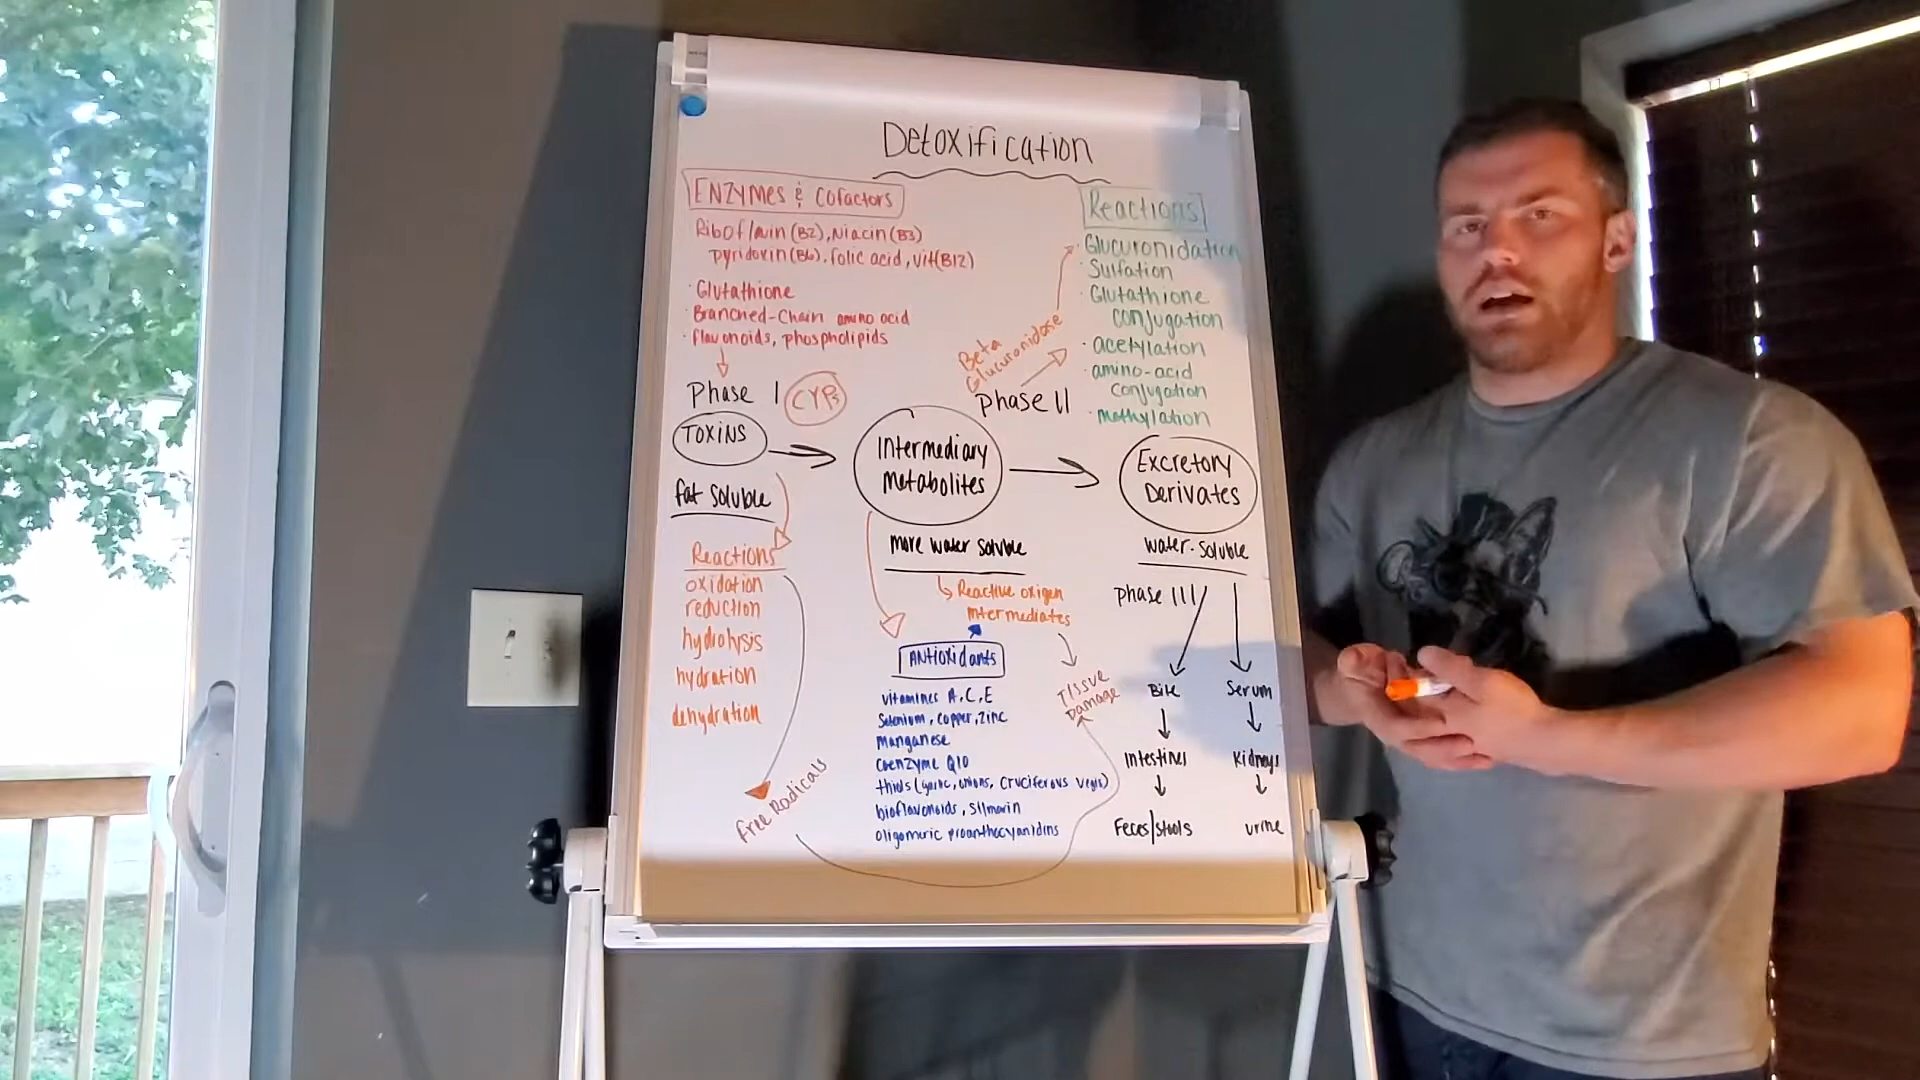 Detoxification
ENZYMES & COFACTORS
Riboflavin (B2), Niacin (B3)
pyridoxin (B6), folic acid, Vit(B12)
· Glutathione
· Branched-Chain amino acid
· flavonoids, phospholipids
Phase I
CYPs
TOXINS
fat soluble
Reactions
oxidation
reduction
hydrolysis
hydration
dehydration
free Radicals
Intermediary
Metabolites
more water soluble
Reactive oxigen
intermediates
Tissue
Damage
ANTIOXIDANTS
vitamines A, C, E
Selenium, copper, zinc
Manganese
Coenzyme Q10
thiols (garlic, onions, cruciferous vegis)
bioflavonoids, Silmarin
oligomeric proanthocyanidins
Beta
Glucuronidase
Phase II
Reactions
· Glucuronidation
· Sulfation
· Glutathione
conjugation
· acetylation
· amino-acid
conjugation
· methylation
Excretory
Derivates
water-soluble
phase III
Bile
Intestines
Feces/stools
Serum
Kidneys
urine